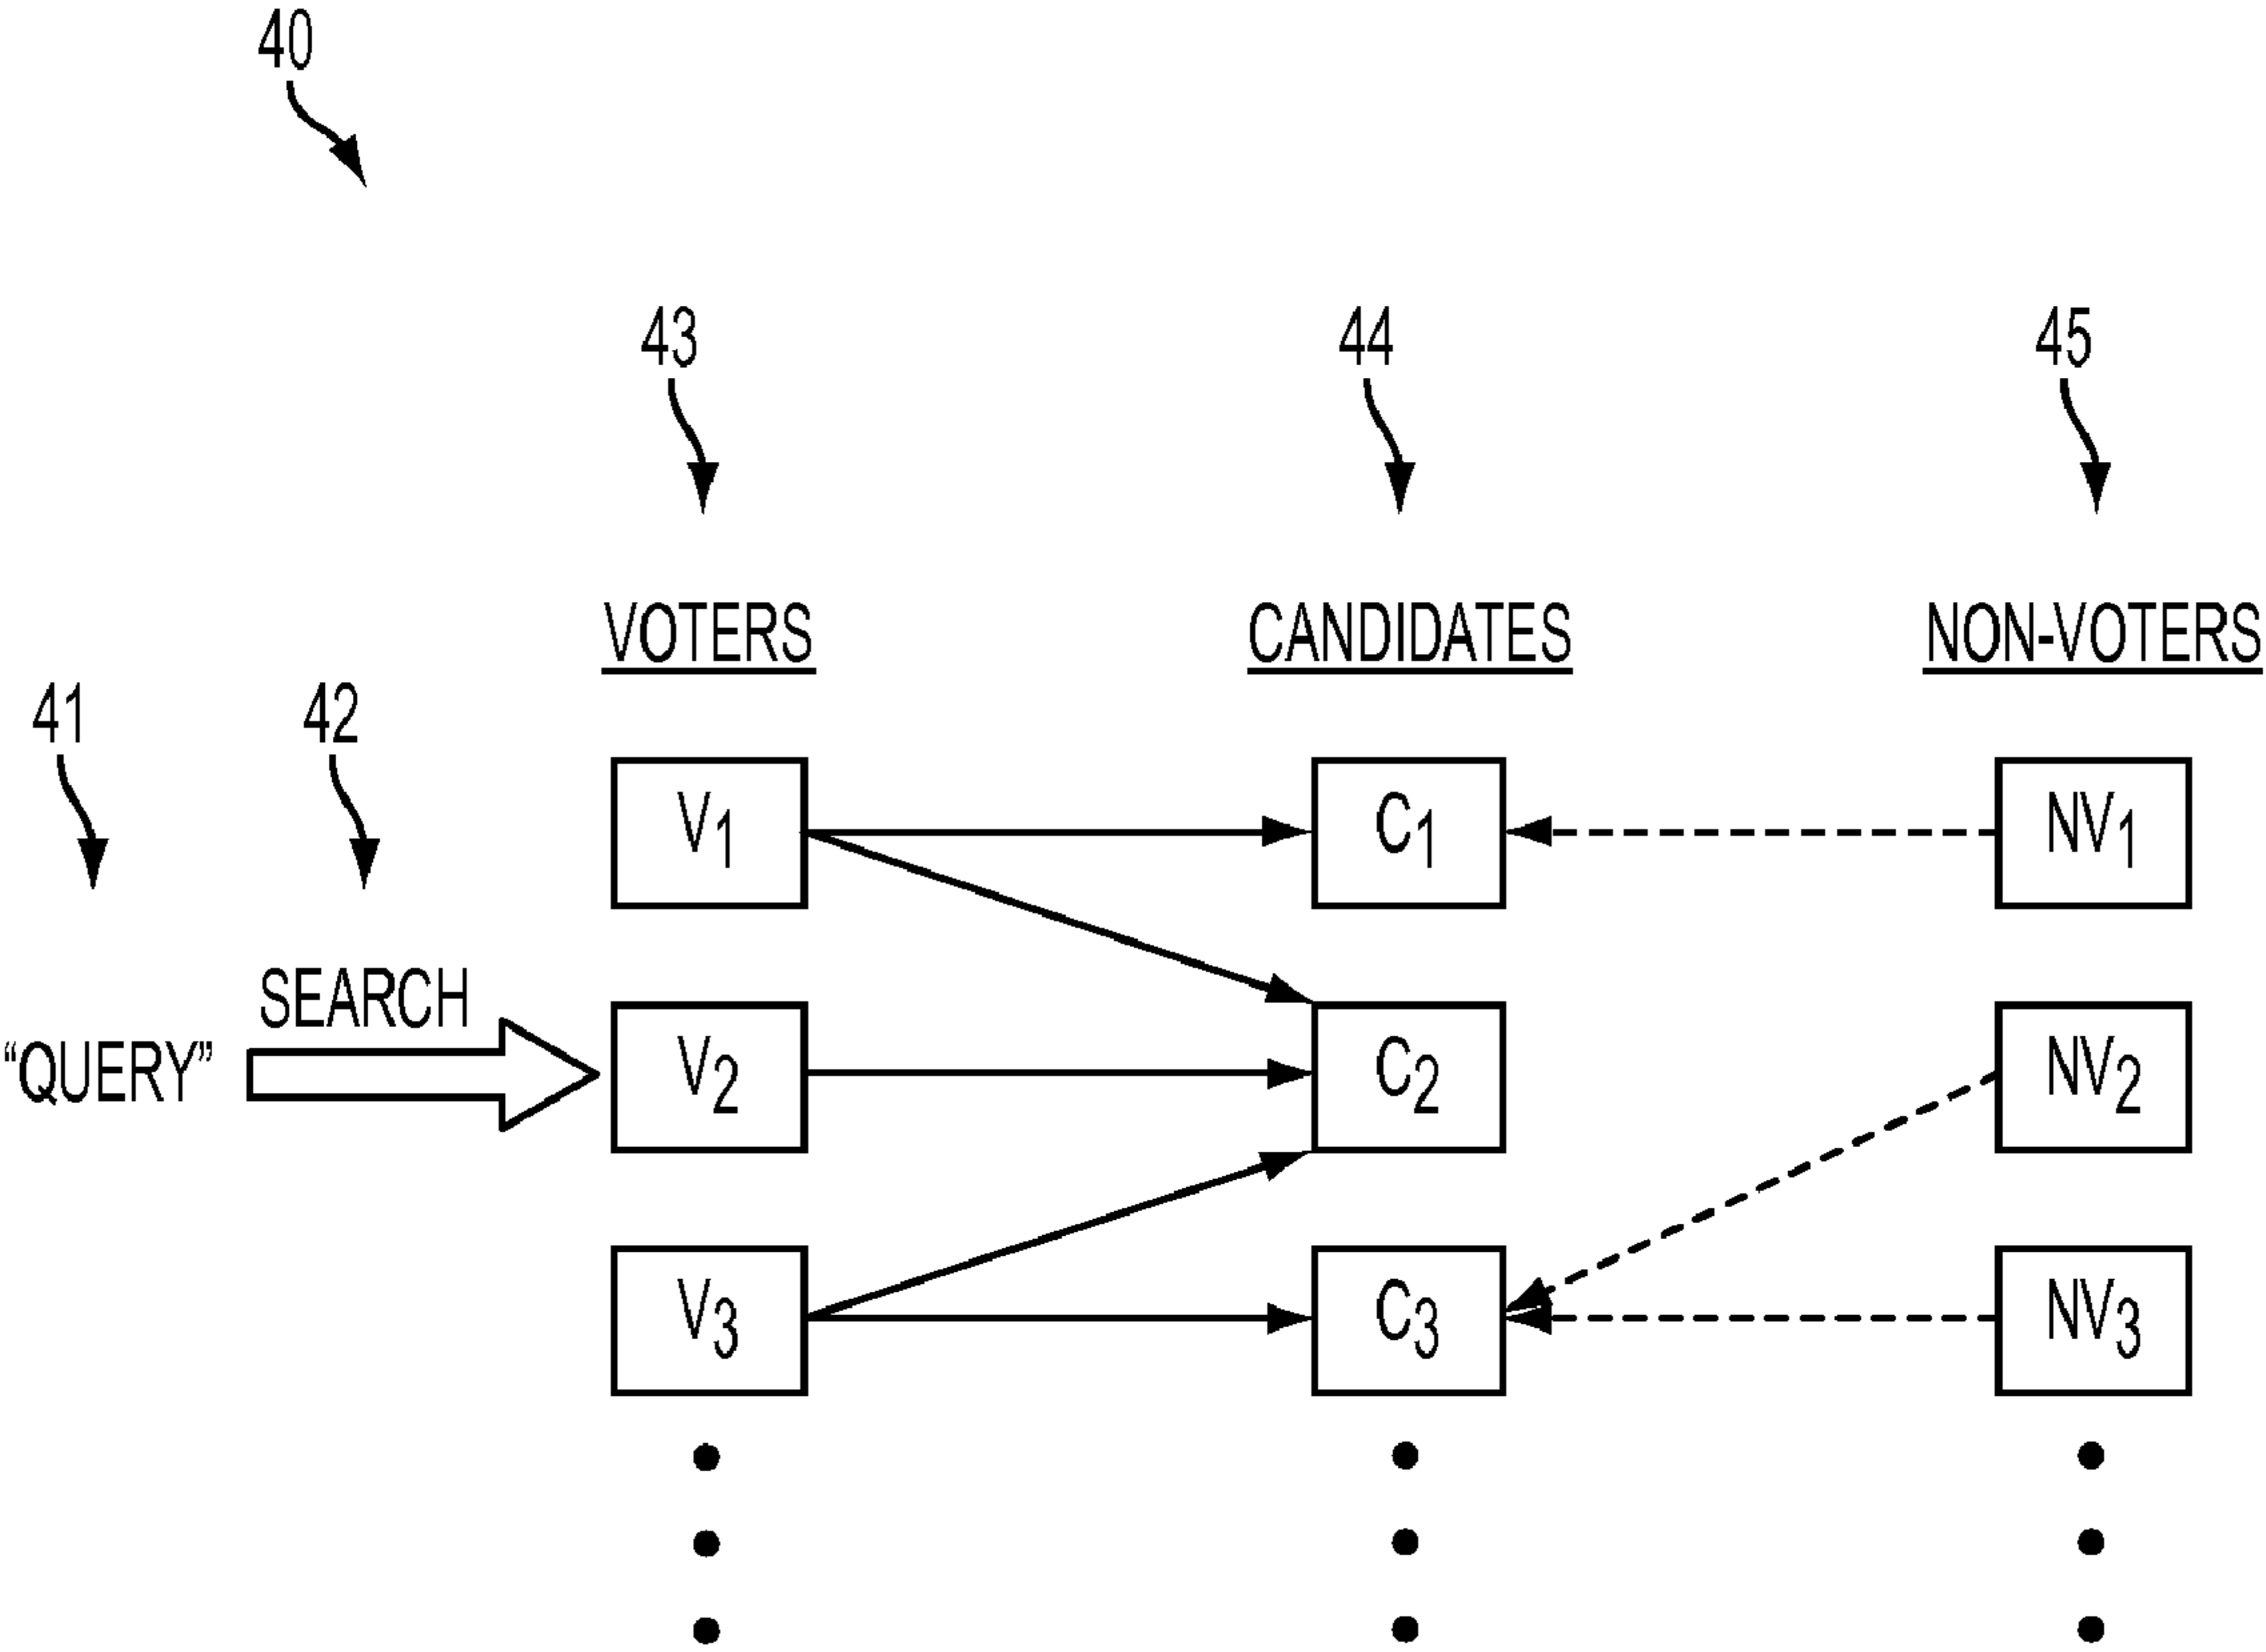 40
43 44 45
VOTERS CANDIDATES NON-VOTERS
41 42
V1 C1 NV1
SEARCH
"QUERY"
V2 C2 NV2
V3 C3 NV3